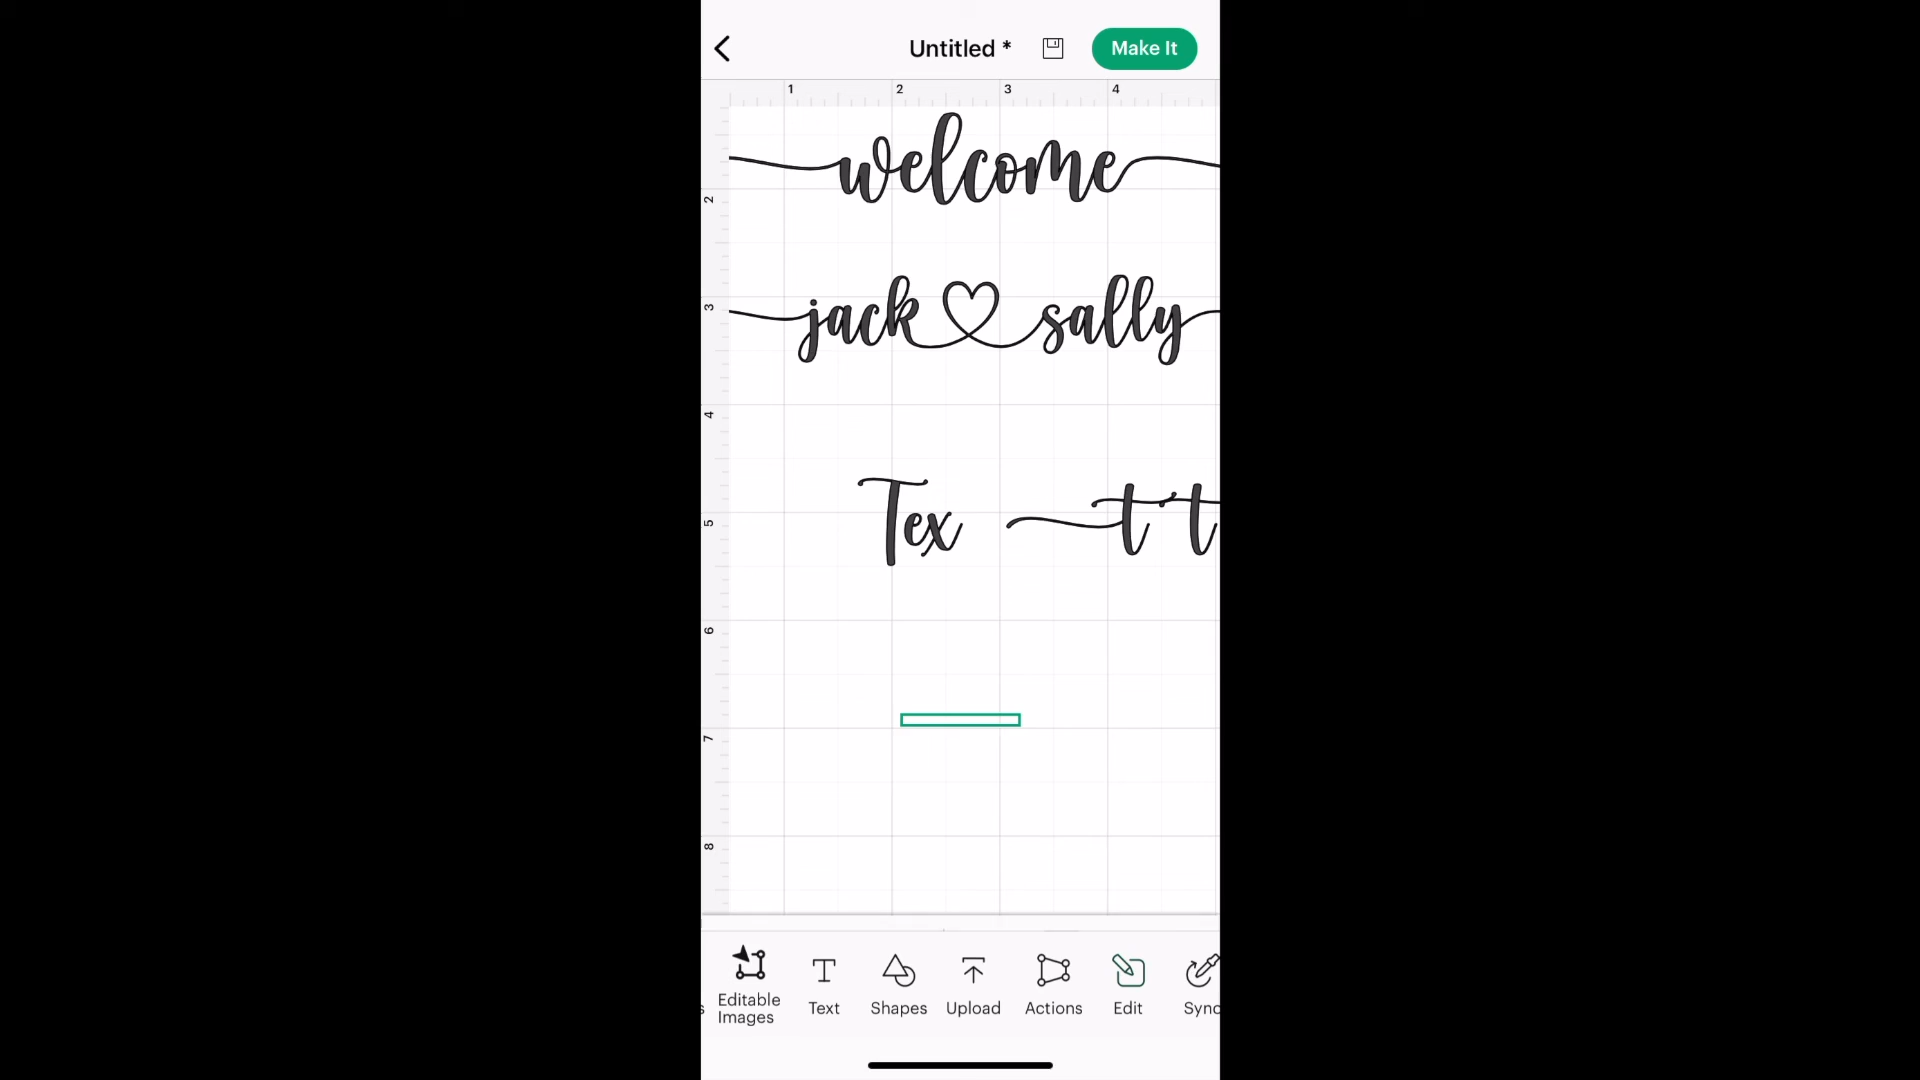 Untitled * Make It
1 2 3 4
welcome
2
jack sally
3
4
Tex t t
5
6
7
8
Editable Images Text Shapes Upload Actions Edit